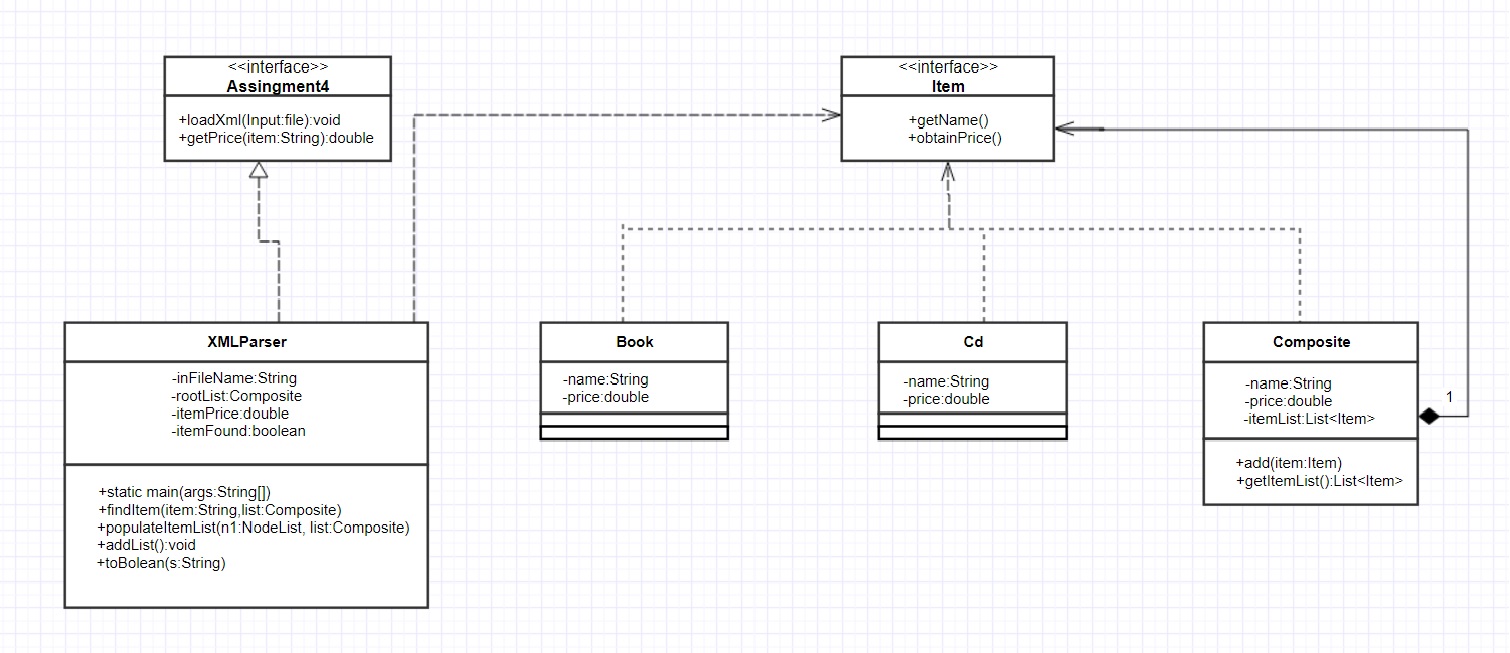 <<interface>>
Assingment4
+loadXml(Input:file):void
+getPrice(item:String):double
<<interface>>
Item
+getName()
+obtainPrice()
XMLParser
-inFileName:String
-rootList:Composite
-itemPrice:double
-itemFound:boolean
+static main(args:String[])
+findItem(item:String,list:Composite)
+populateItemList(n1:NodeList, list:Composite)
+addList():void
+toBolean(s:String)
Book
-name:String
-price:double
Cd
-name:String
-price:double
Composite
-name:String
-price:double
-itemList:List<Item>
+add(item:Item)
+getItemList():List<Item>
1